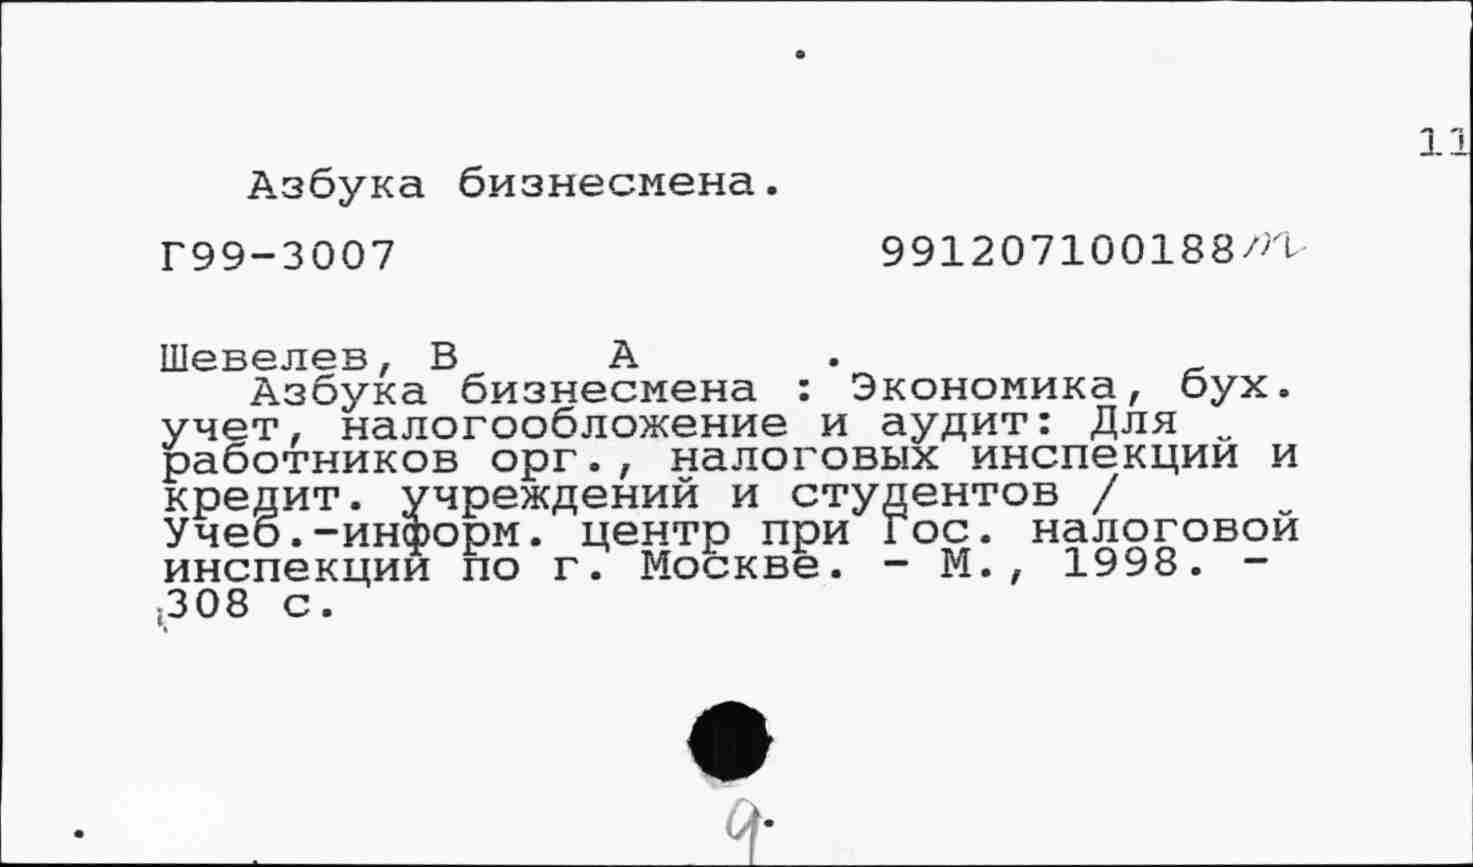 11
Азбука бизнесмена.
Г99-3007 991207100188
Шевелев, В А .
Азбука бизнесмена : Экономика, бух.
учет, налогообложение и аудит: Для
работников орг., налоговых инспекций и
кредит. учреждений и студентов /
Учеб.-информ. центр при Гос. налоговой
инспекции по г. Москве. - М., 1998. -
308 с.
9